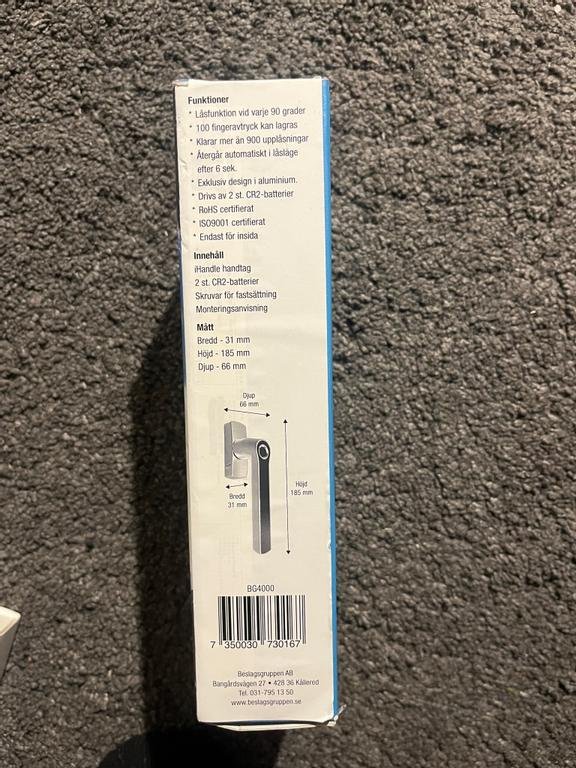 Funktioner
* Låsfunktion vid varje 90 grader
* 100 fingeravtryck kan lagras
* Klarar mer än 900 upplåsningar
* Återgår automatiskt i låsläge
efter 6 sek.
* Exklusiv design i aluminium.
* Drivs av 2 st. CR2-batterier
* RoHS certifierat
* ISO9001 certifierat
* Endast för insida
Innehåll
iHandle handtag
2 st. CR2-batterier
Skruvar för fastsättning
Monteringsanvisning
Mått
Bredd - 31 mm
Höjd - 185 mm
Djup - 66 mm
Djup
66 mm
Bredd
31 mm
Höjd
185 mm
BG4000
7 350030 730167
Beslagsgruppen AB
Bangårdsvägen 27 • 428 36 Kållered
Tel. 031-795 13 50
www.beslagsgruppen.se